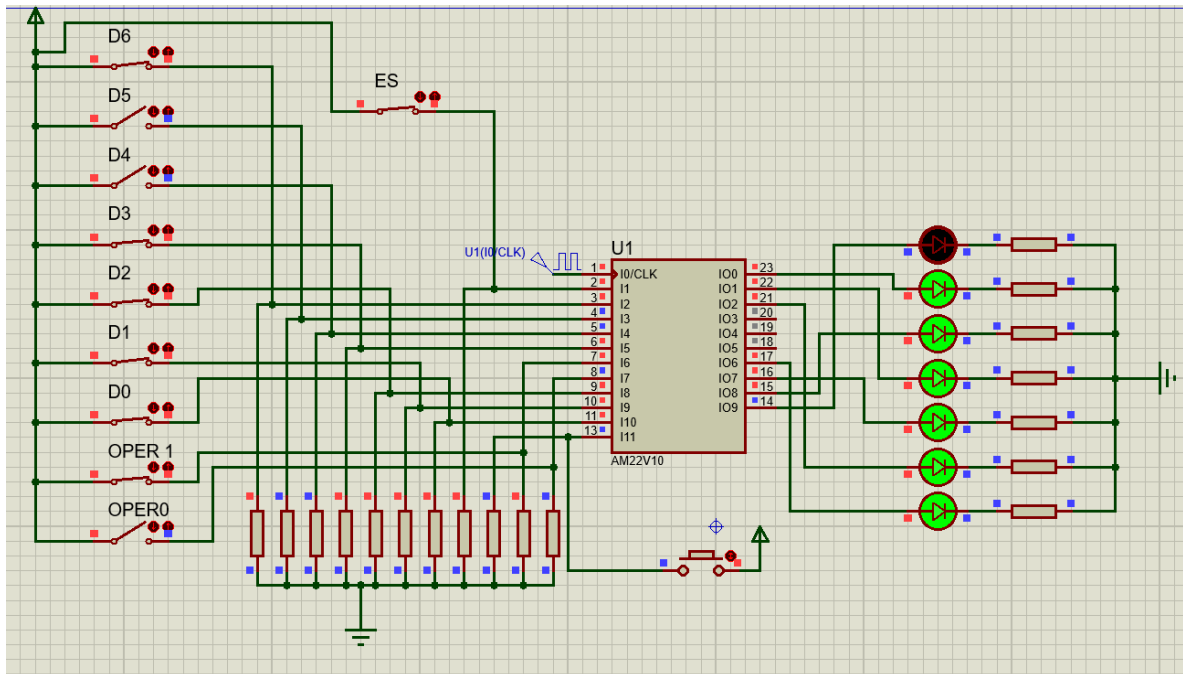 D6
D5
D4
D3
D2
D1
D0
OPER 1
OPER0
ES
U1(I0/CLK)
U1
1 I0/CLK IO0 23
2 I1 IO1 22
3 I2 IO2 21
4 I3 IO3 20
5 I4 IO4 19
6 I5 IO5 18
7 I6 IO6 17
8 I7 IO7 16
9 I8 IO8 15
10 I9 IO9 14
11 I10
13 I11
AM22V10